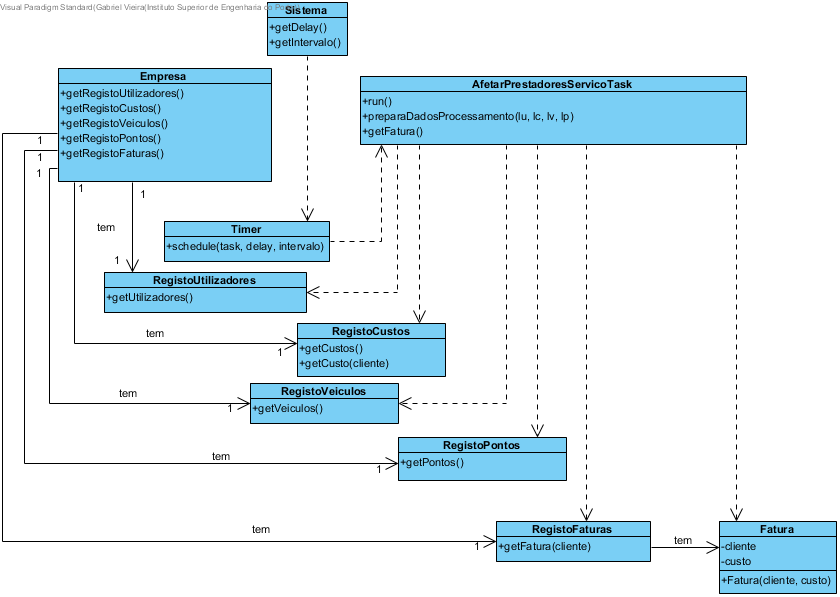 Visual Paradigm Standard(Gabriel Vieira(Instituto Superior de Engenharia do Porto))
Sistema
+getDelay()
+getIntervalo()
Empresa
+getRegistoUtilizadores()
+getRegistoCustos()
+getRegistoVeiculos()
+getRegistoPontos()
+getRegistoFaturas()
AfetarPrestadoresServicoTask
+run()
+preparaDadosProcessamento(lu, lc, lv, lp)
+getFatura()
1
1
1
1
1
tem
1
Timer
+schedule(task, delay, intervalo)
RegistoUtilizadores
+getUtilizadores()
tem
1
RegistoCustos
+getCustos()
+getCusto(cliente)
tem
1
RegistoVeiculos
+getVeiculos()
tem
1
RegistoPontos
+getPontos()
tem
1
RegistoFaturas
+getFatura(cliente)
tem
Fatura
-cliente
-custo
+Fatura(cliente, custo)